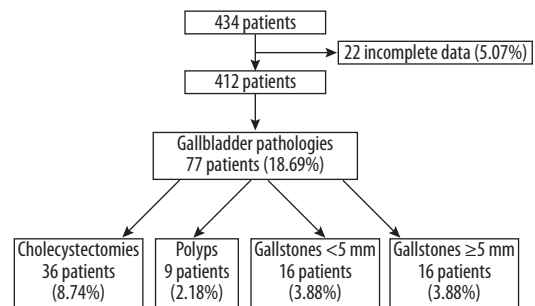 434 patients
22 incomplete data (5.07%)
412 patients
Gallbladder pathologies
77 patients (18.69%)
Cholecystectomies
36 patients
(8.74%)
Polyps
9 patients
(2.18%)
Gallstones <5 mm
16 patients
(3.88%)
Gallstones ≥5 mm
16 patients
(3.88%)